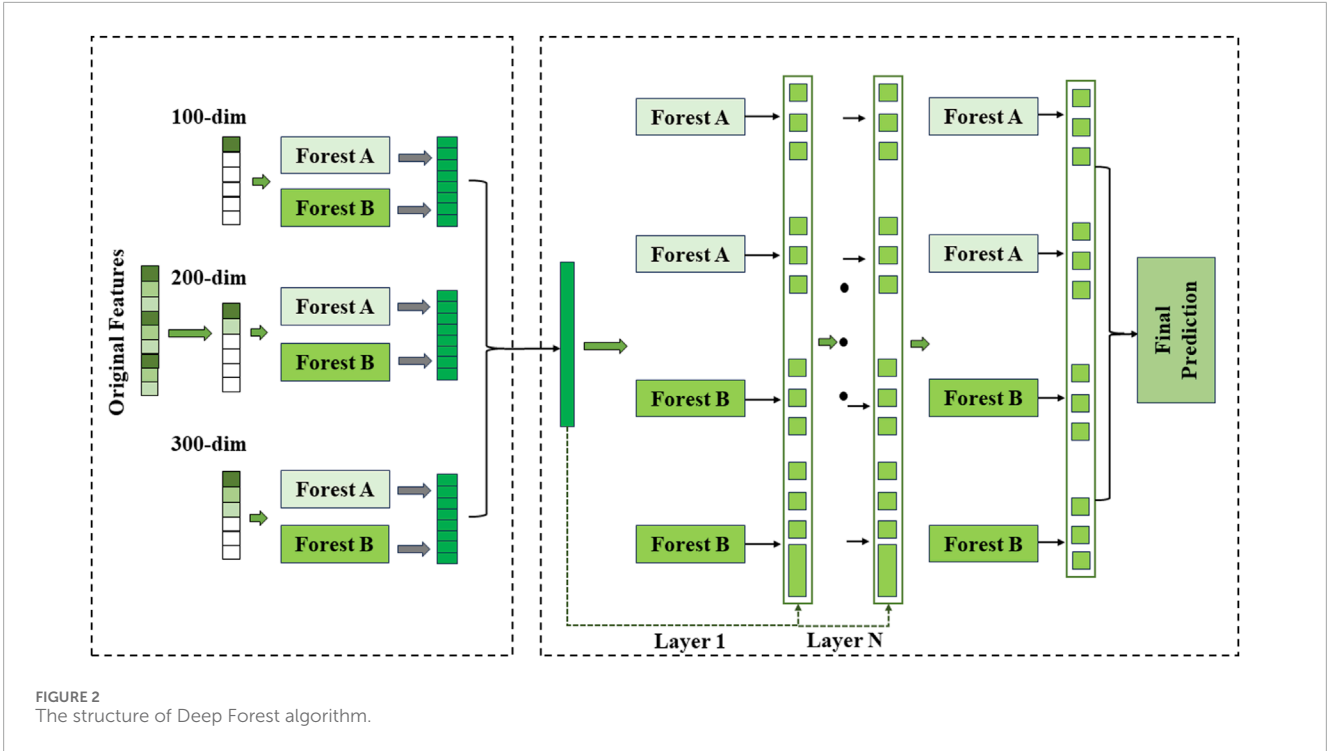 Original Features
100-dim
Forest A
Forest B
200-dim
Forest A
Forest B
300-dim
Forest A
Forest B
Forest A
Forest A
Forest B
Forest B
Layer 1
Layer N
Forest A
Forest A
Forest B
Forest B
Final
Prediction
FIGURE 2
The structure of Deep Forest algorithm.